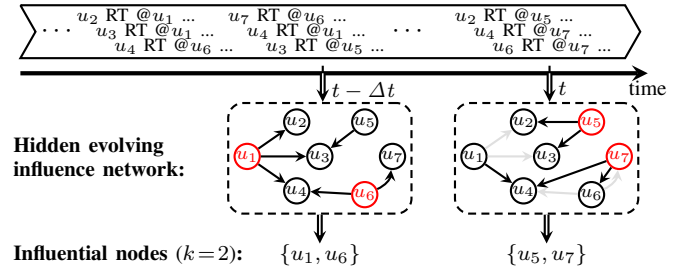 u₂ RT @u₁ ... u₇ RT @u₆ ... u₂ RT @u₅ ...
· · · u₃ RT @u₁ ... u₄ RT @u₁ ... · · · u₄ RT @u₇ ...
u₄ RT @u₆ ... u₃ RT @u₅ ... u₆ RT @u₇ ...
time
t − Δt t
u₂ u₅ u₂ u₅
Hidden evolving
influence network:
u₁ u₃ u₇ u₁ u₃ u₇
u₄ u₆ u₄ u₆
Influential nodes (k=2): {u₁, u₆} {u₅, u₇}